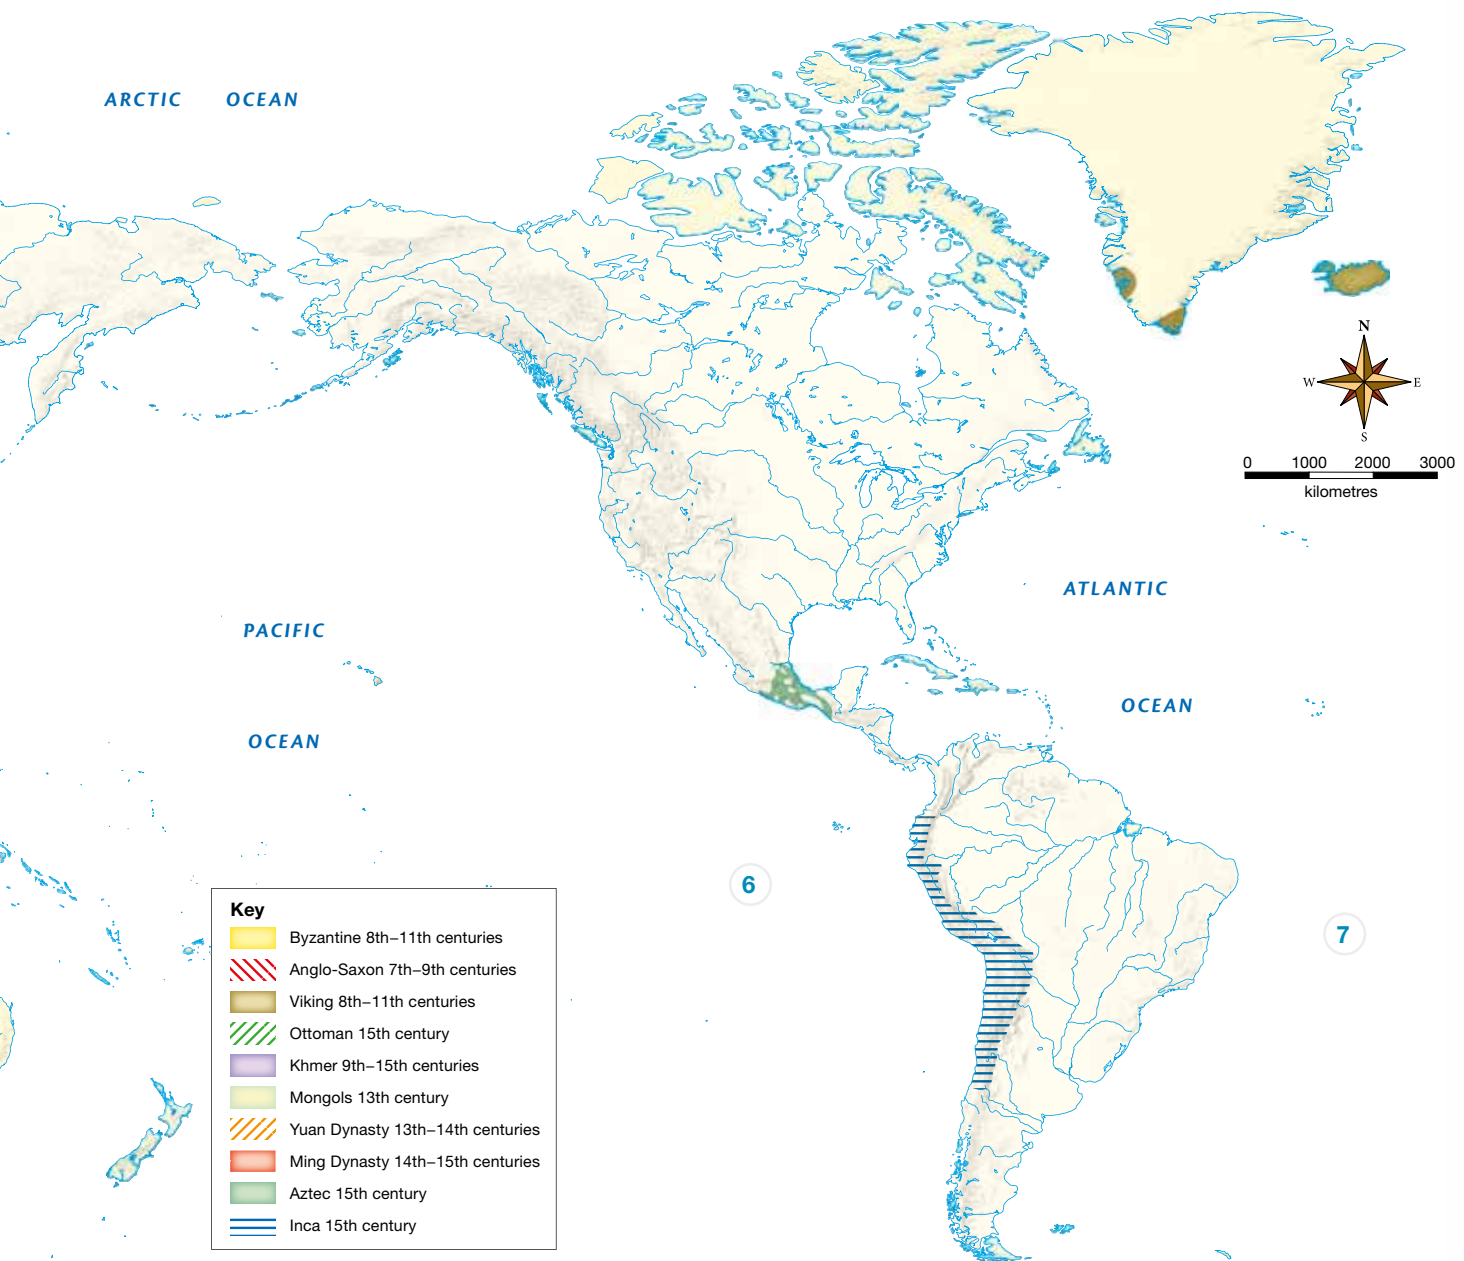 ARCTIC OCEAN
N
W E
S
0 1000 2000 3000
kilometres
ATLANTIC
PACIFIC
OCEAN
OCEAN
6
7
Key
Byzantine 8th–11th centuries
Anglo-Saxon 7th–9th centuries
Viking 8th–11th centuries
Ottoman 15th century
Khmer 9th–15th centuries
Mongols 13th century
Yuan Dynasty 13th–14th centuries
Ming Dynasty 14th–15th centuries
Aztec 15th century
Inca 15th century